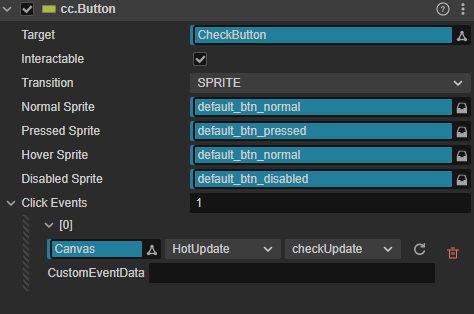 cc.Button
Target CheckButton
Interactable
Transition SPRITE
Normal Sprite default_btn_normal
Pressed Sprite default_btn_pressed
Hover Sprite default_btn_normal
Disabled Sprite default_btn_disabled
Click Events 1
[0]
Canvas HotUpdate checkUpdate
CustomEventData